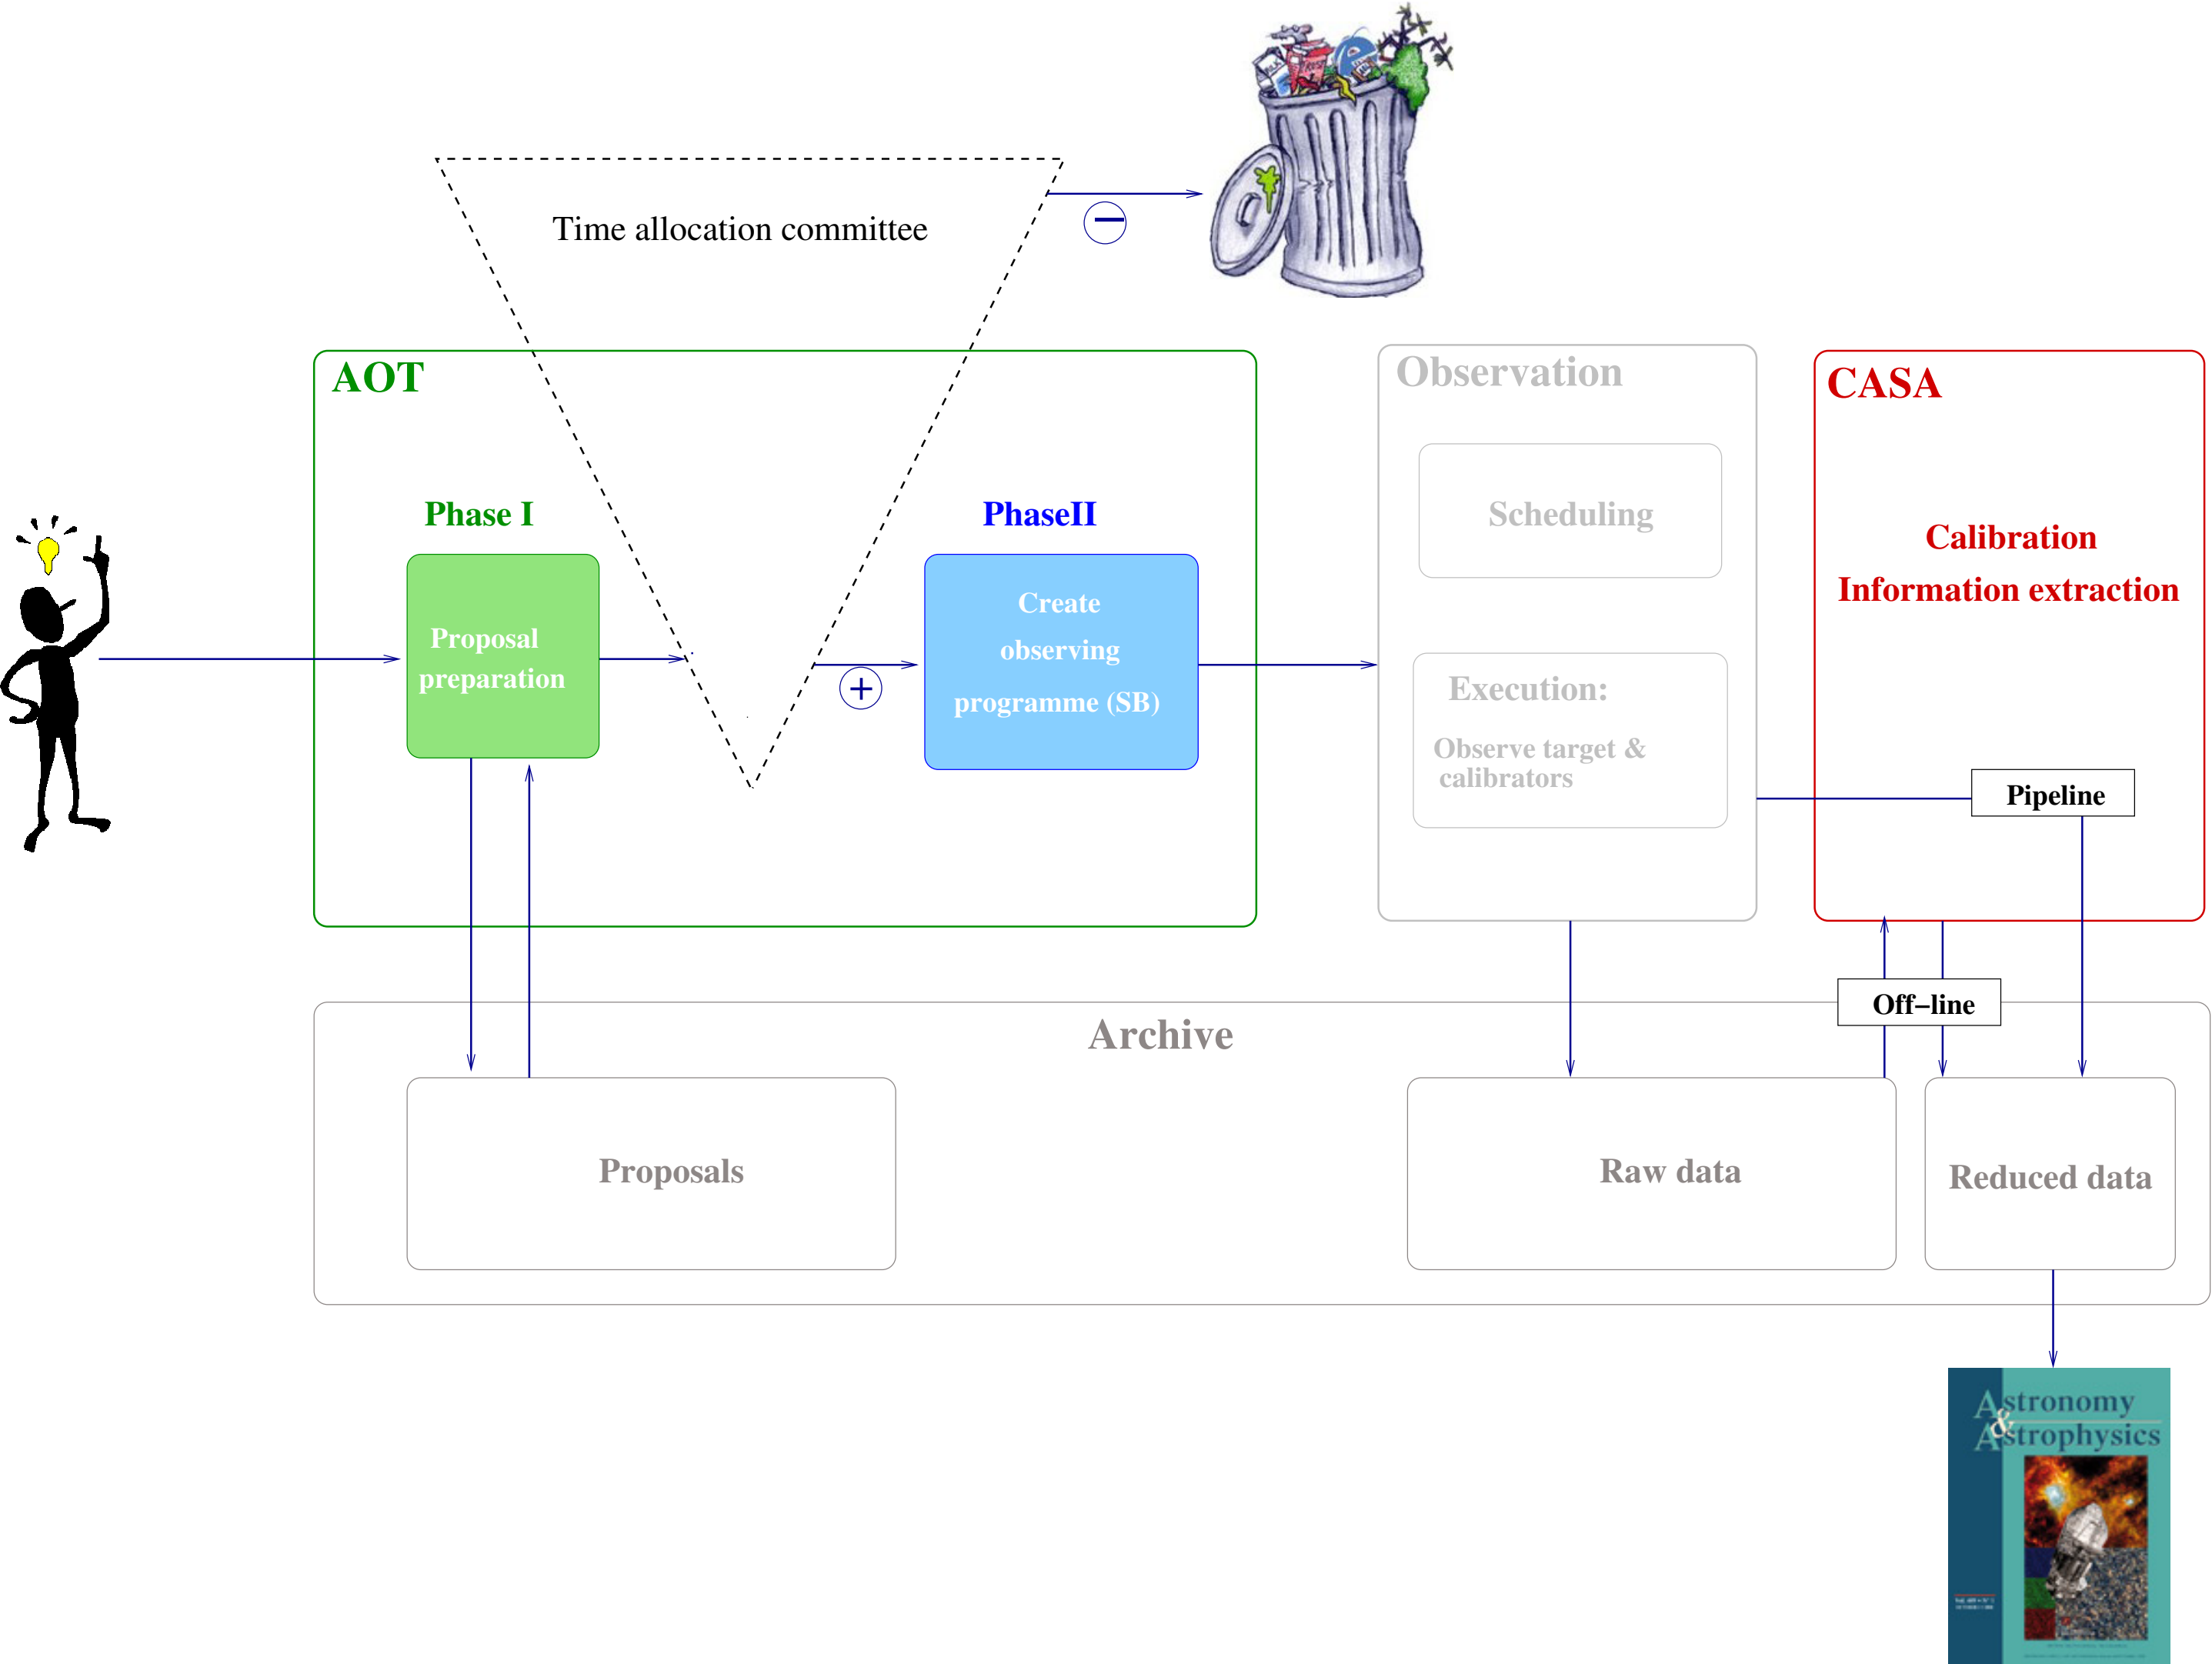 Time allocation committee
−
AOT
Observation
CASA
Phase I
PhaseII
Scheduling
Calibration
Information extraction
Proposal
preparation
+
Create
observing
programme (SB)
Execution:
Observe target &
calibrators
Pipeline
Off−line
Archive
Proposals
Raw data
Reduced data
Astronomy
&
Astrophysics